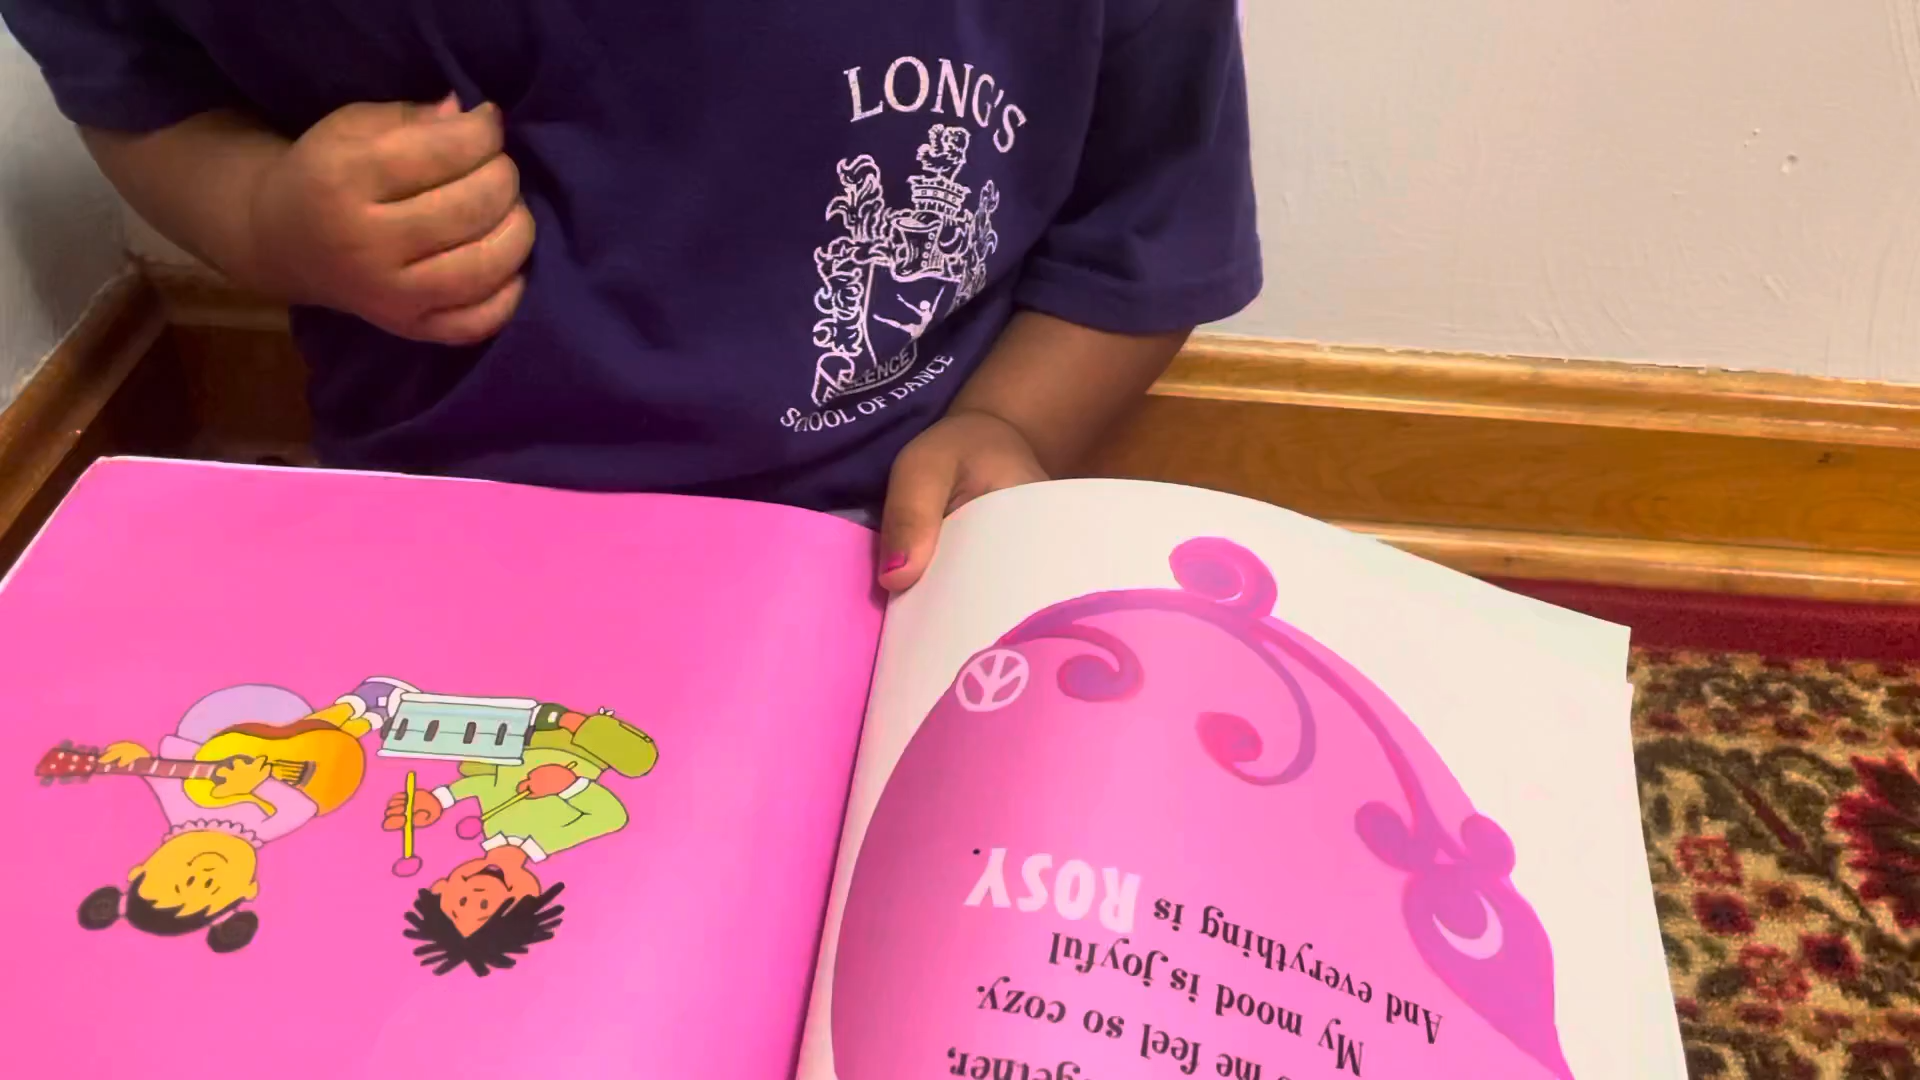 LONG'S
SCHOOL OF DANCE
me feel so cozy.
My mood is joyful
And everything is ROSY.